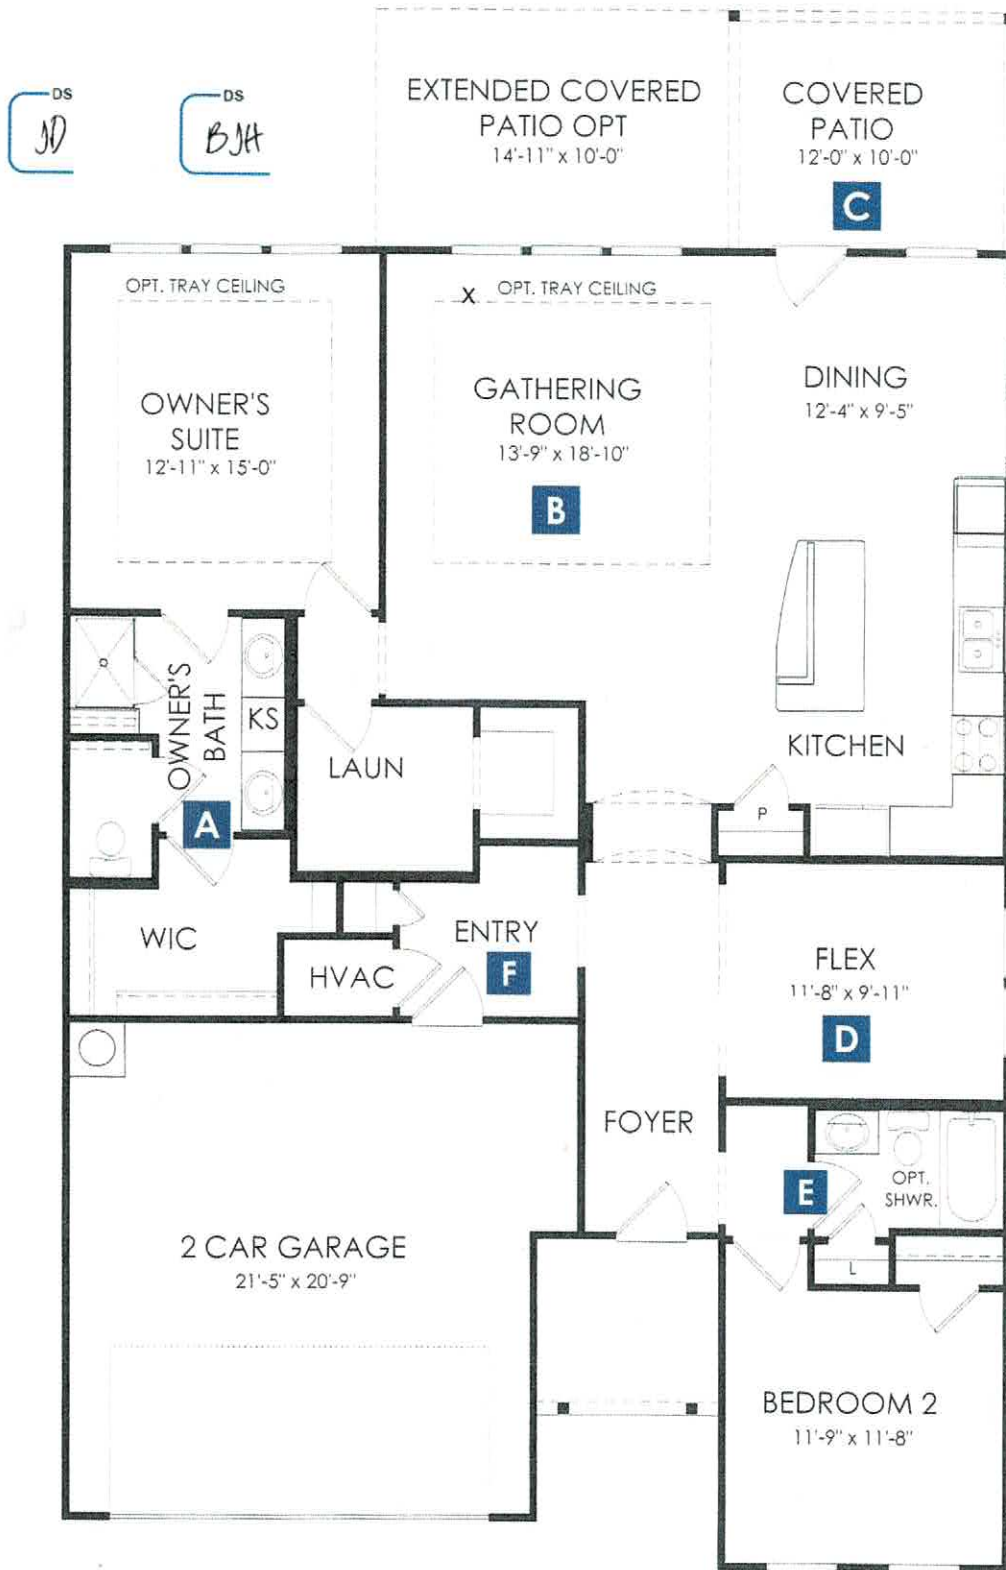 DS
JD
DS
BJH
EXTENDED COVERED
PATIO OPT
14'-11" x 10'-0"
COVERED
PATIO
12'-0" x 10'-0"
C
OPT. TRAY CEILING
X OPT. TRAY CEILING
OWNER'S
SUITE
12'-11" x 15'-0"
GATHERING
ROOM
13'-9" x 18'-10"
B
DINING
12'-4" x 9'-5"
OWNER'S
BATH
KS
A
LAUN
KITCHEN
P
WIC
HVAC
ENTRY
F
FLEX
11'-8" x 9'-11"
D
FOYER
E
OPT.
SHWR.
L
2 CAR GARAGE
21'-5" x 20'-9"
BEDROOM 2
11'-9" x 11'-8"